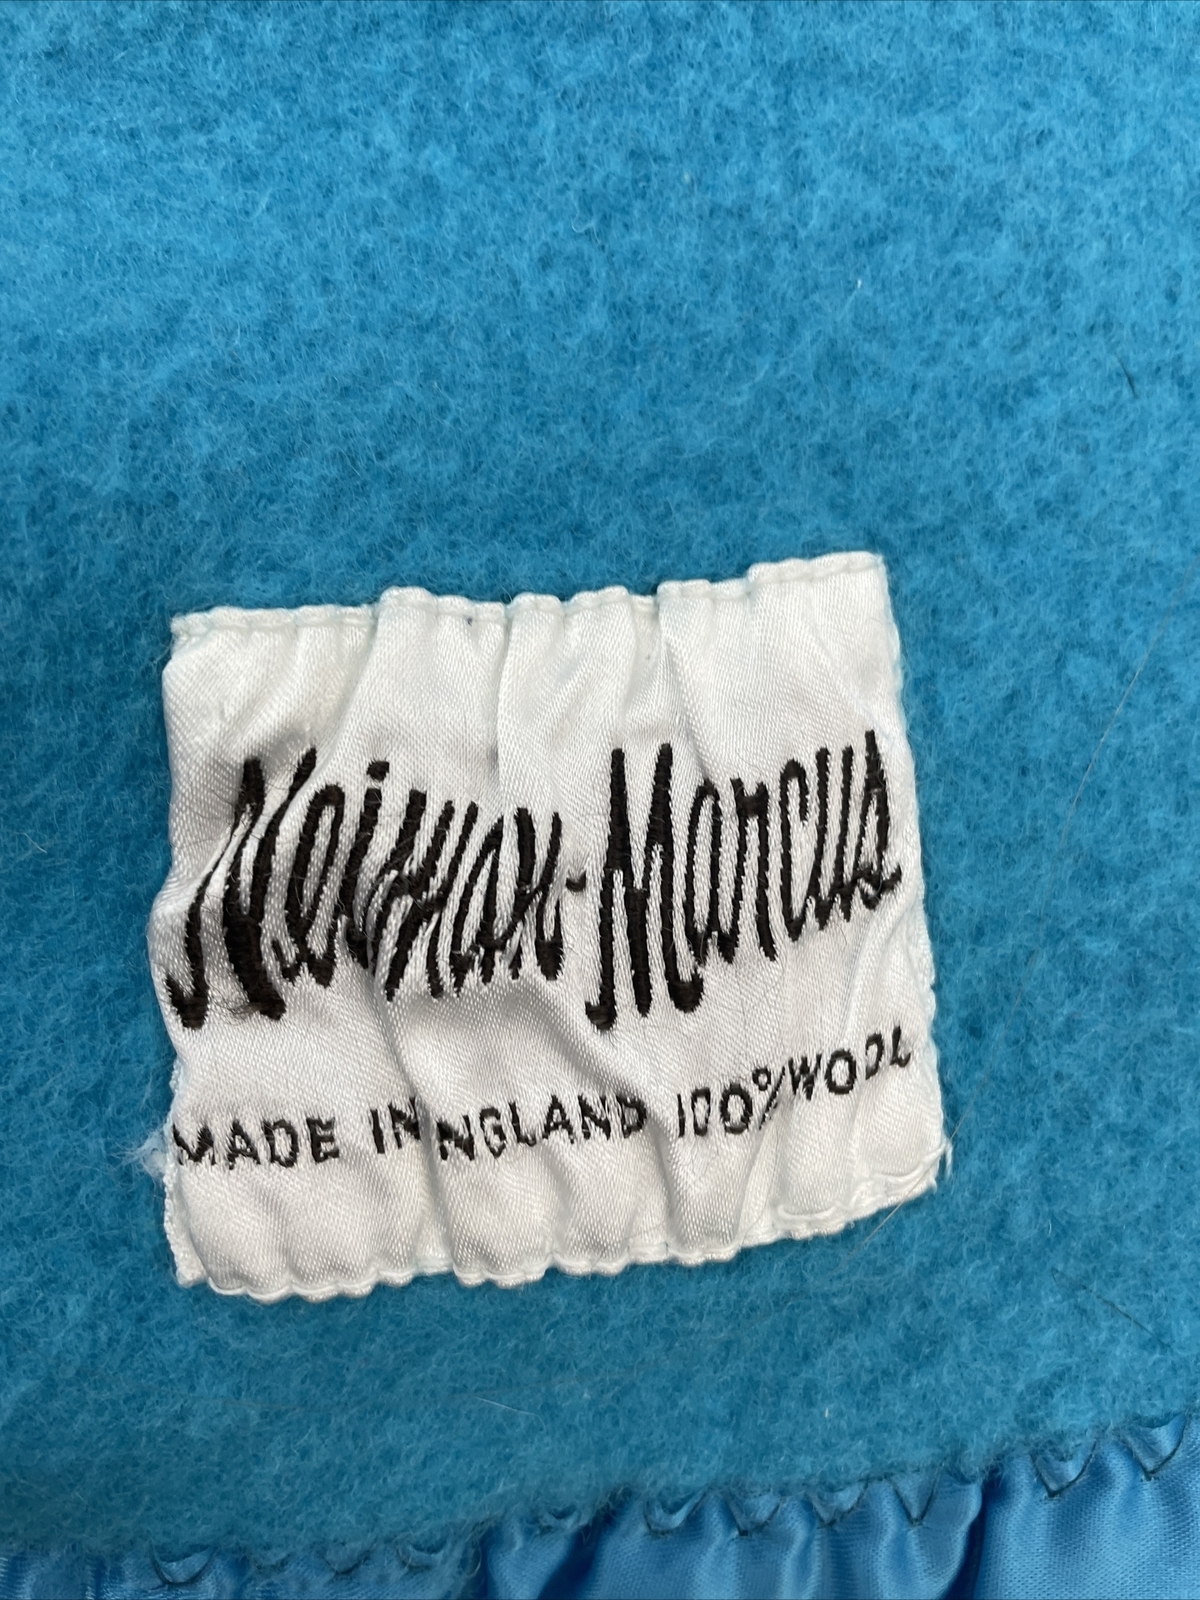 Neiman-Marcus
MADE IN ENGLAND 100% WOOL